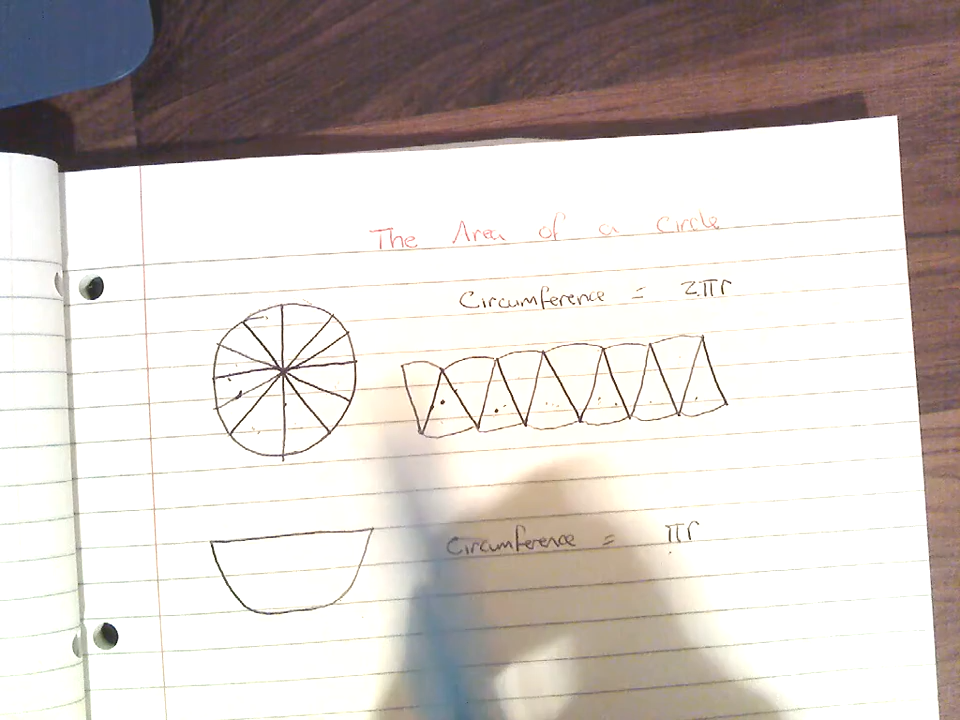 The Area of a Circle
Circumference = 2πr
Circumference = πr